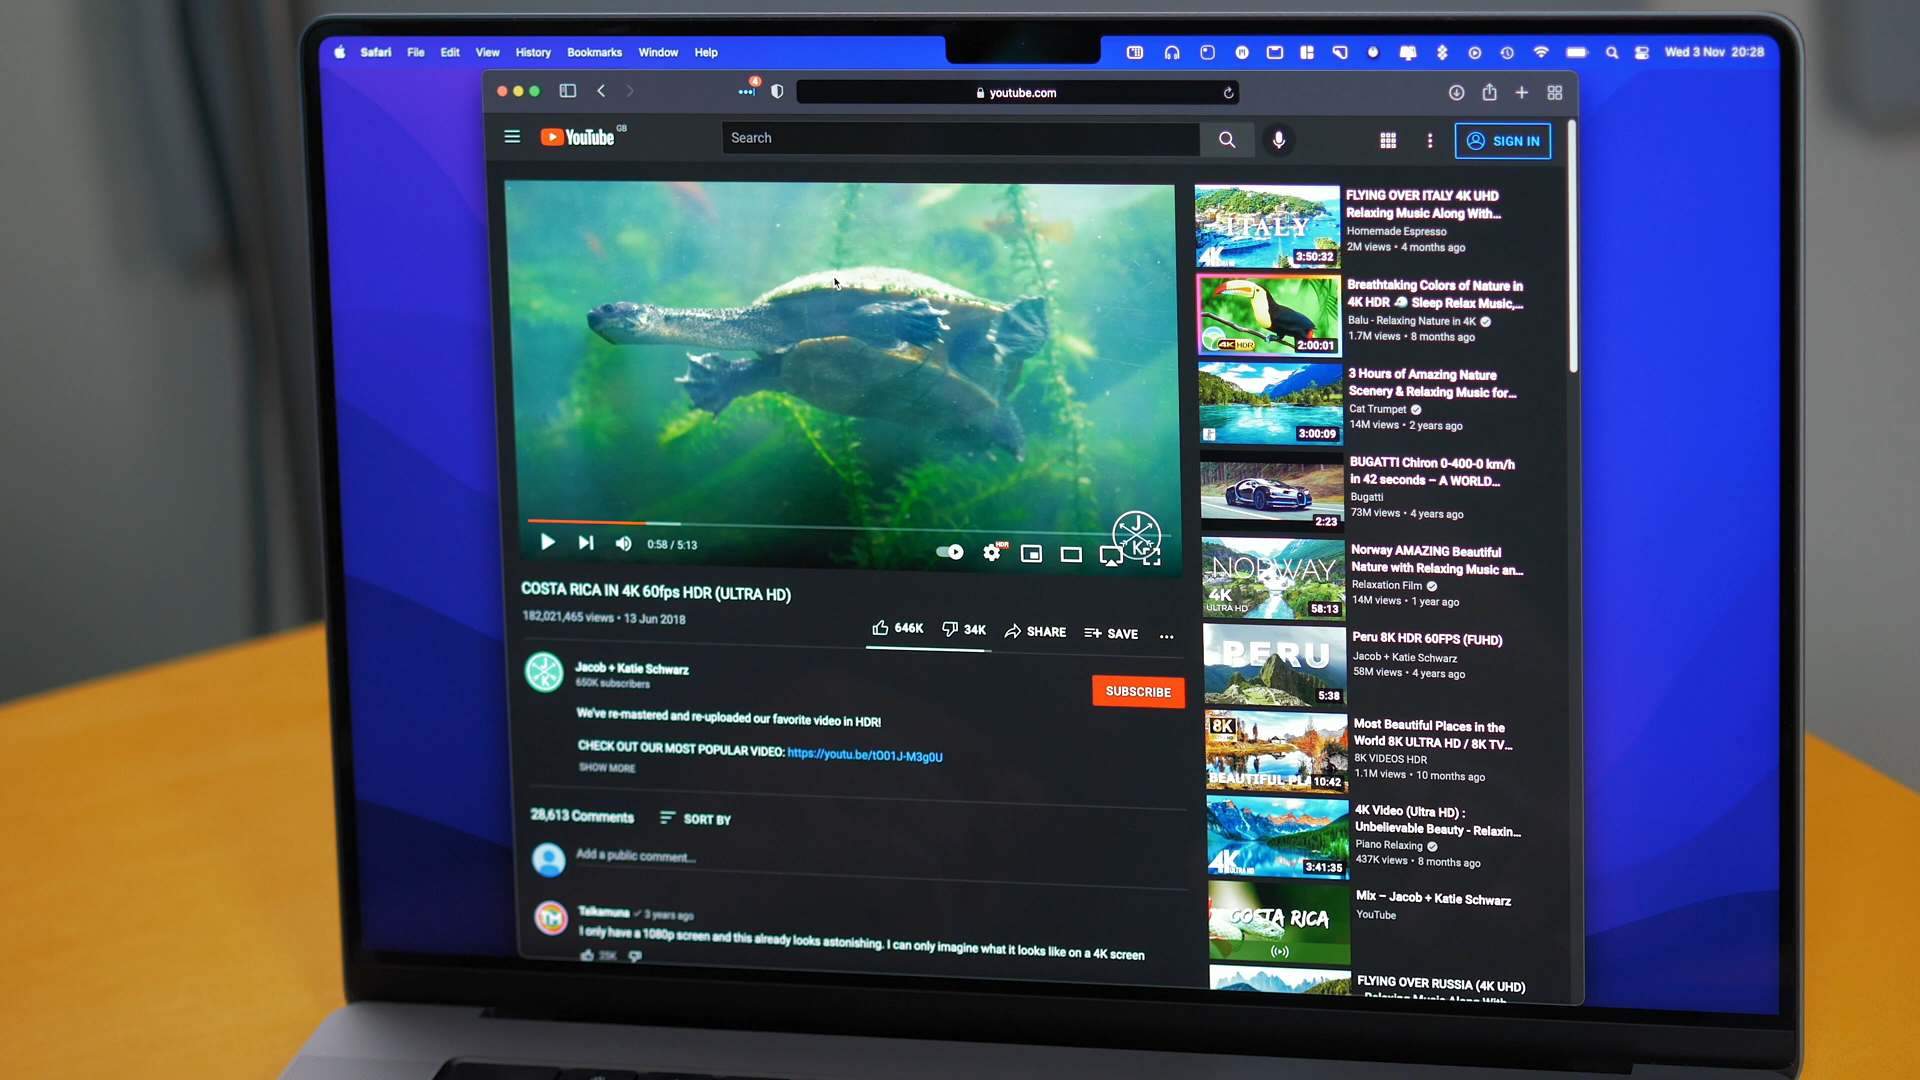 Safari File Edit View History Bookmarks Window Help
Wed 3 Nov 20:28
4
youtube.com
YouTube GB
Search
SIGN IN
HDR
0:58 / 5:13
J K
COSTA RICA IN 4K 60fps HDR (ULTRA HD)
182,021,465 views • 13 Jun 2018
646K 34K SHARE SAVE
J K
Jacob + Katie Schwarz
650K subscribers
SUBSCRIBE
We've re-mastered and re-uploaded our favorite video in HDR!
CHECK OUT OUR MOST POPULAR VIDEO: https://youtu.be/tO01J-M3g0U
SHOW MORE
28,613 Comments SORT BY
Add a public comment...
TM
Taikamuna 3 years ago
I only have a 1080p screen and this already looks astonishing. I can only imagine what it looks like on a 4K screen
25K
ITALY
4K
3:50:32
FLYING OVER ITALY 4K UHD
Relaxing Music Along With...
Homemade Espresso
2M views • 4 months ago
4K HDR
2:00:01
Breathtaking Colors of Nature in
4K HDR Sleep Relax Music,...
Balu - Relaxing Nature in 4K
1.7M views • 8 months ago
3:00:09
3 Hours of Amazing Nature
Scenery & Relaxing Music for...
Cat Trumpet
14M views • 2 years ago
2:23
BUGATTI Chiron 0-400-0 km/h
in 42 seconds – A WORLD...
Bugatti
73M views • 4 years ago
NORWAY
4K
ULTRA HD
58:13
Norway AMAZING Beautiful
Nature with Relaxing Music an...
Relaxation Film
14M views • 1 year ago
PERU
5:38
Peru 8K HDR 60FPS (FUHD)
Jacob + Katie Schwarz
58M views • 4 years ago
8K
BEAUTIFUL PL
10:42
Most Beautiful Places in the
World 8K ULTRA HD / 8K TV...
8K VIDEOS HDR
1.1M views • 10 months ago
4K ULTRA HD
3:41:35
4K Video (Ultra HD) :
Unbelievable Beauty - Relaxin...
Piano Relaxing
437K views • 8 months ago
COSTA RICA
Mix – Jacob + Katie Schwarz
YouTube
FLYING OVER RUSSIA (4K UHD)
- Relaxing Music Along With